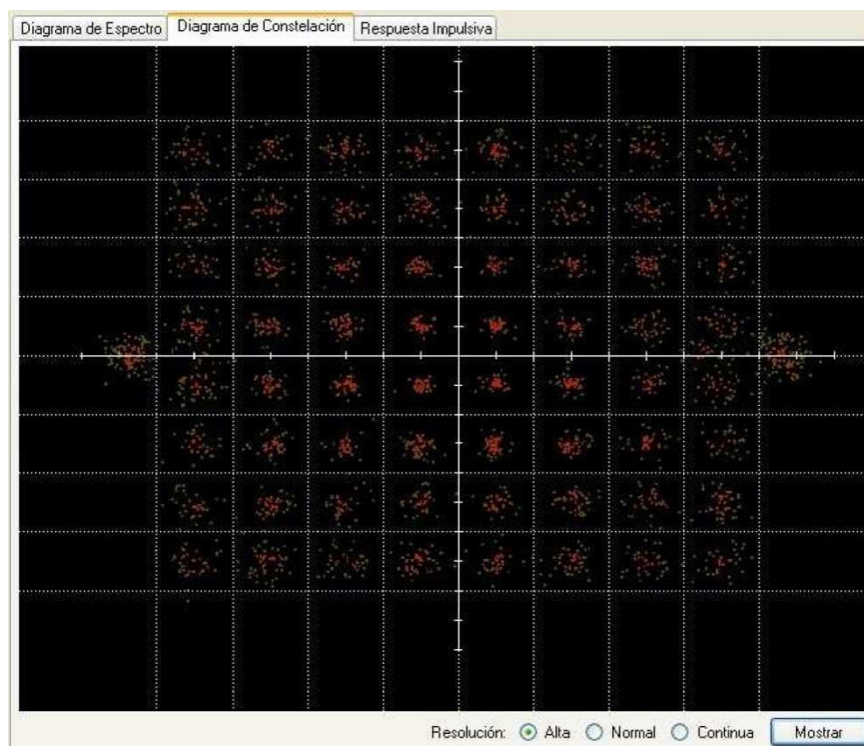 Diagrama de Espectro Diagrama de Constelación Respuesta Impulsiva
Resolución: Alta Normal Continua Mostrar